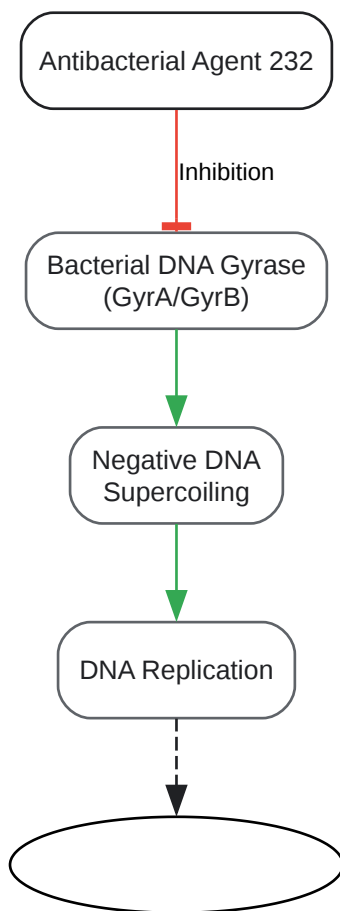 Antibacterial Agent 232
Inhibition
Bacterial DNA Gyrase
(GyrA/GyrB)
Negative DNA
Supercoiling
DNA Replication